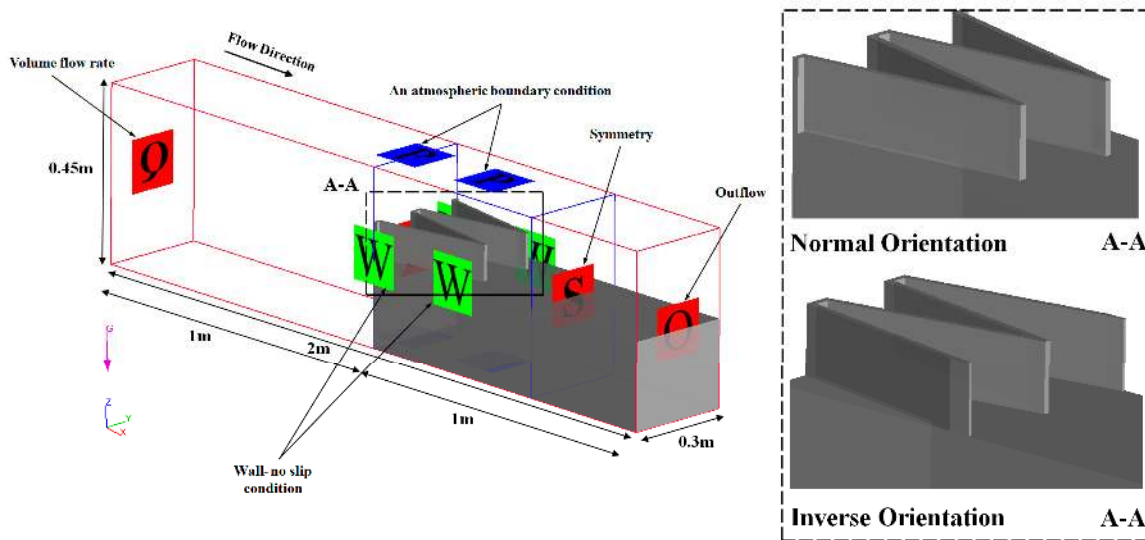 Flow Direction
Volume flow rate
An atmospheric boundary condition
Symmetry
Q
0.45m
A-A
Outflow
W
W
S
O
1m
2m
1m
0.3m
G
Z
Y
X
Wall- no slip
condition
Normal Orientation A-A
Inverse Orientation A-A